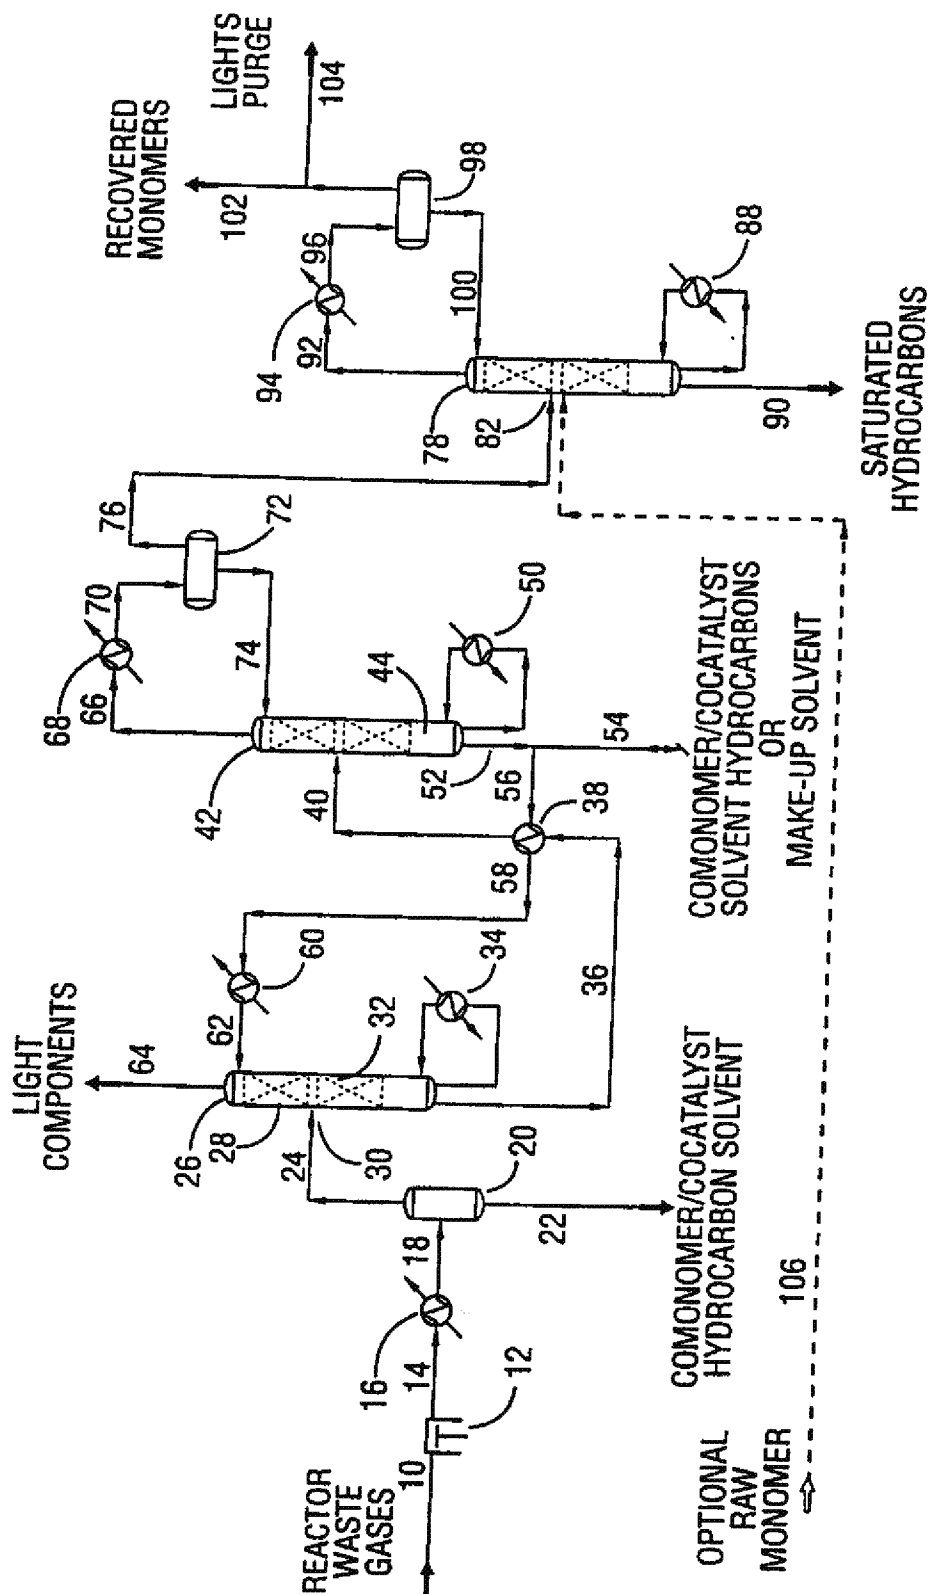 REACTOR
WASTE
GASES
10
12
14
16
18
20
22
COMONOMER/COCATALYST
HYDROCARBON SOLVENT
24
26
28
30
32
34
36
38
40
42
44
50
52
54
COMONOMER/COCATALYST
SOLVENT HYDROCARBONS
OR
MAKE-UP SOLVENT
56
58
60
62
64
LIGHT
COMPONENTS
66
68
70
72
74
76
78
82
88
90
SATURATED
HYDROCARBONS
92
94
96
98
100
102
RECOVERED
MONOMERS
104
LIGHTS
PURGE
OPTIONAL
RAW
MONOMER
106